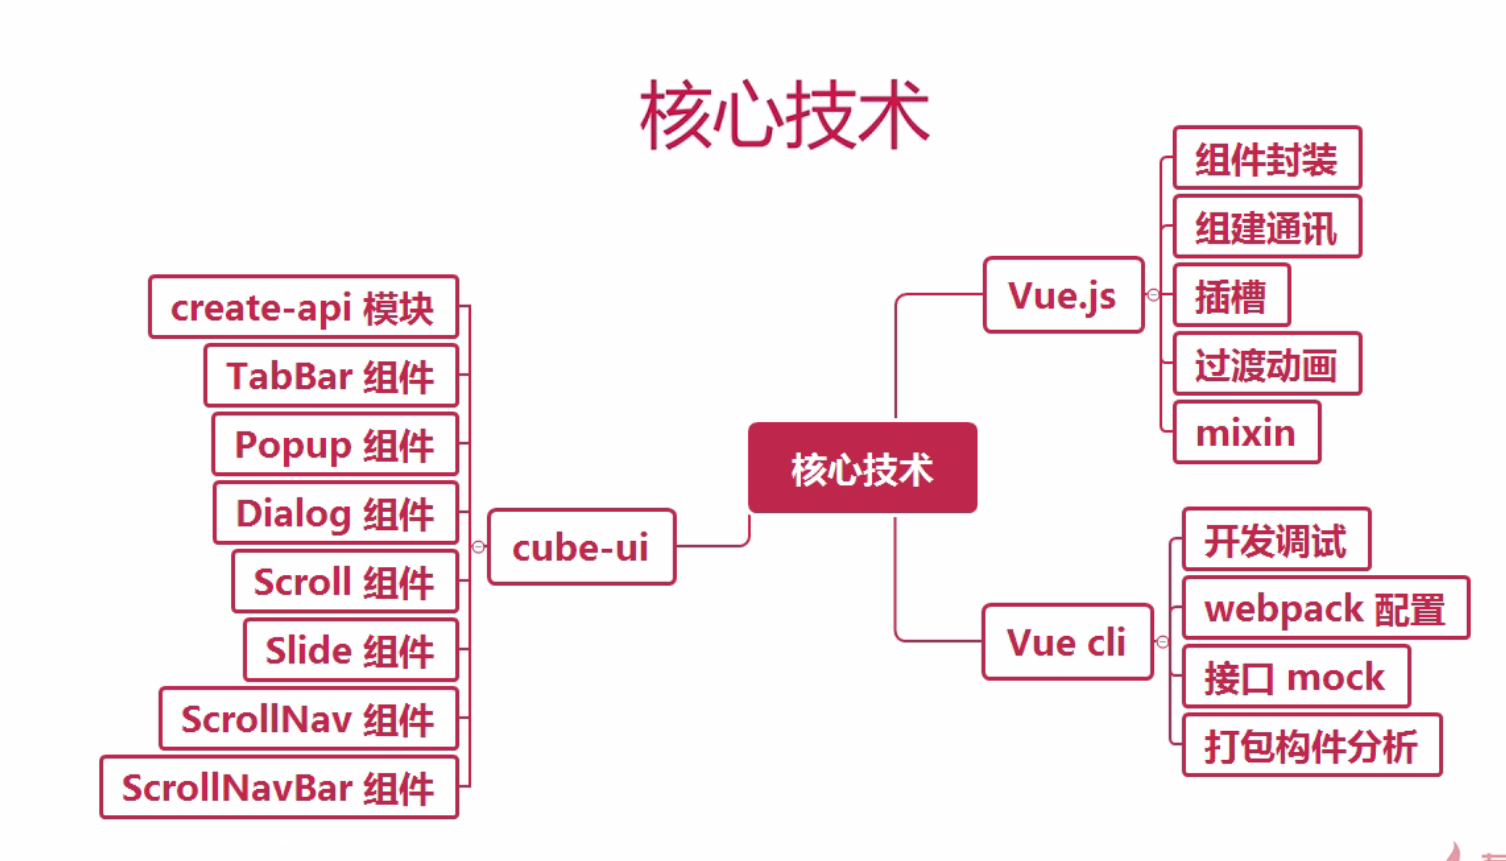 核心技术
create-api 模块
TabBar 组件
Popup 组件
Dialog 组件
Scroll 组件
Slide 组件
ScrollNav 组件
ScrollNavBar 组件
cube-ui
核心技术
Vue.js
组件封装
组建通讯
插槽
过渡动画
mixin
Vue cli
开发调试
webpack 配置
接口 mock
打包构件分析